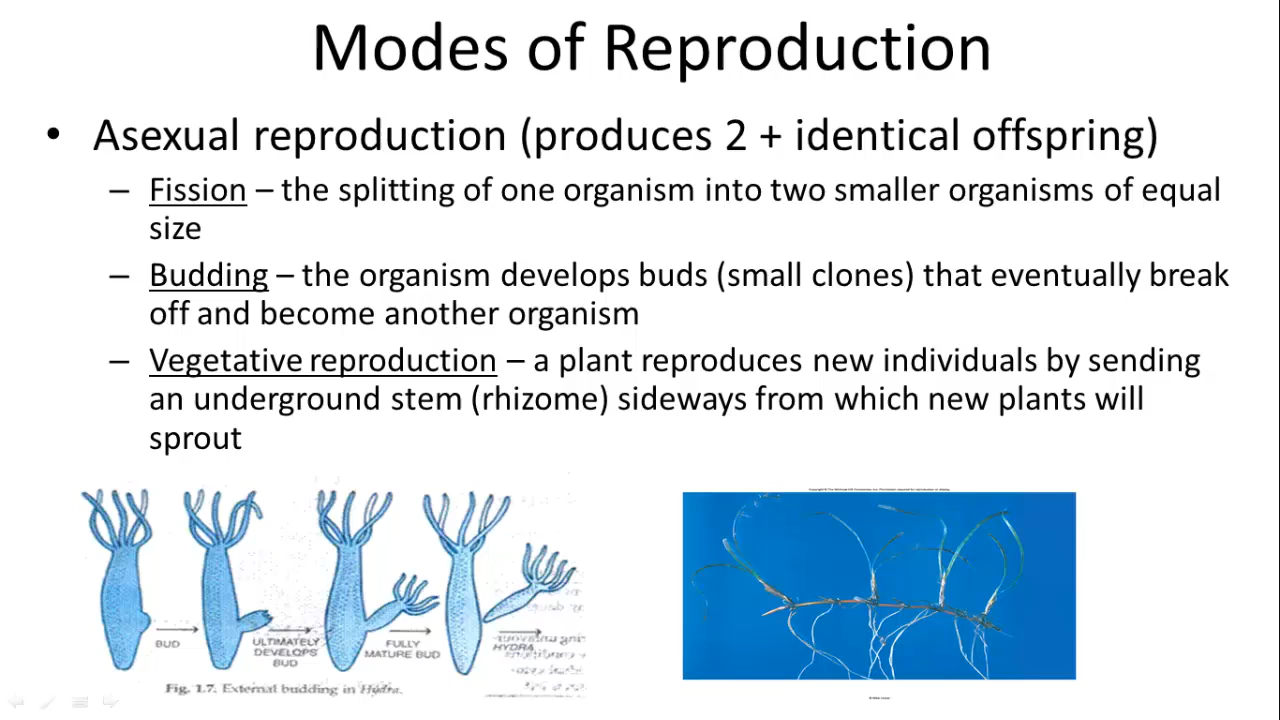 Modes of Reproduction
• Asexual reproduction (produces 2 + identical offspring)
– Fission – the splitting of one organism into two smaller organisms of equal
size
– Budding – the organism develops buds (small clones) that eventually break
off and become another organism
– Vegetative reproduction – a plant reproduces new individuals by sending
an underground stem (rhizome) sideways from which new plants will
sprout
BUD
ULTIMATELY
DEVELOPS
BUD
FULLY
MATURE BUD
HYDRA
Fig. 1.7. External budding in Hydra.